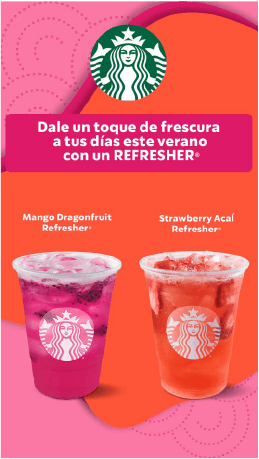 Dale un toque de frescura
a tus días este verano
con un REFRESHER®
Mango Dragonfruit
Refresher®
Strawberry Acaí
Refresher®